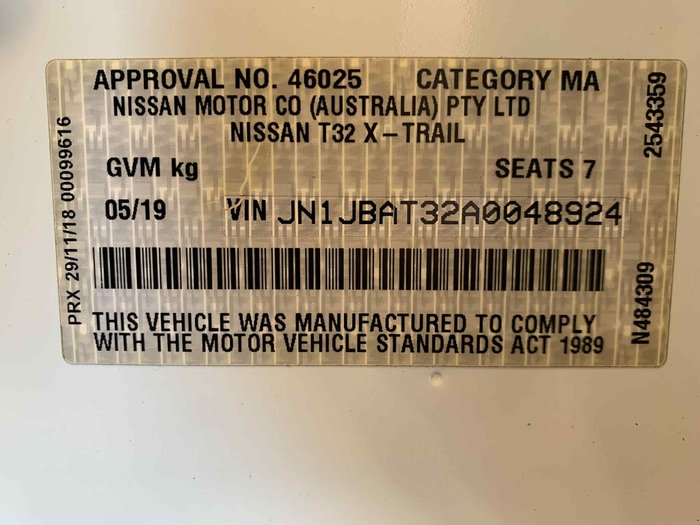 APPROVAL NO. 46025 CATEGORY MA
NISSAN MOTOR CO (AUSTRALIA) PTY LTD
NISSAN T32 X-TRAIL
GVM kg SEATS 7
05/19 VIN JN1JBAT32A0048924
THIS VEHICLE WAS MANUFACTURED TO COMPLY
WITH THE MOTOR VEHICLE STANDARDS ACT 1989
PRX 29/11/18 00099616
2543359
N484309